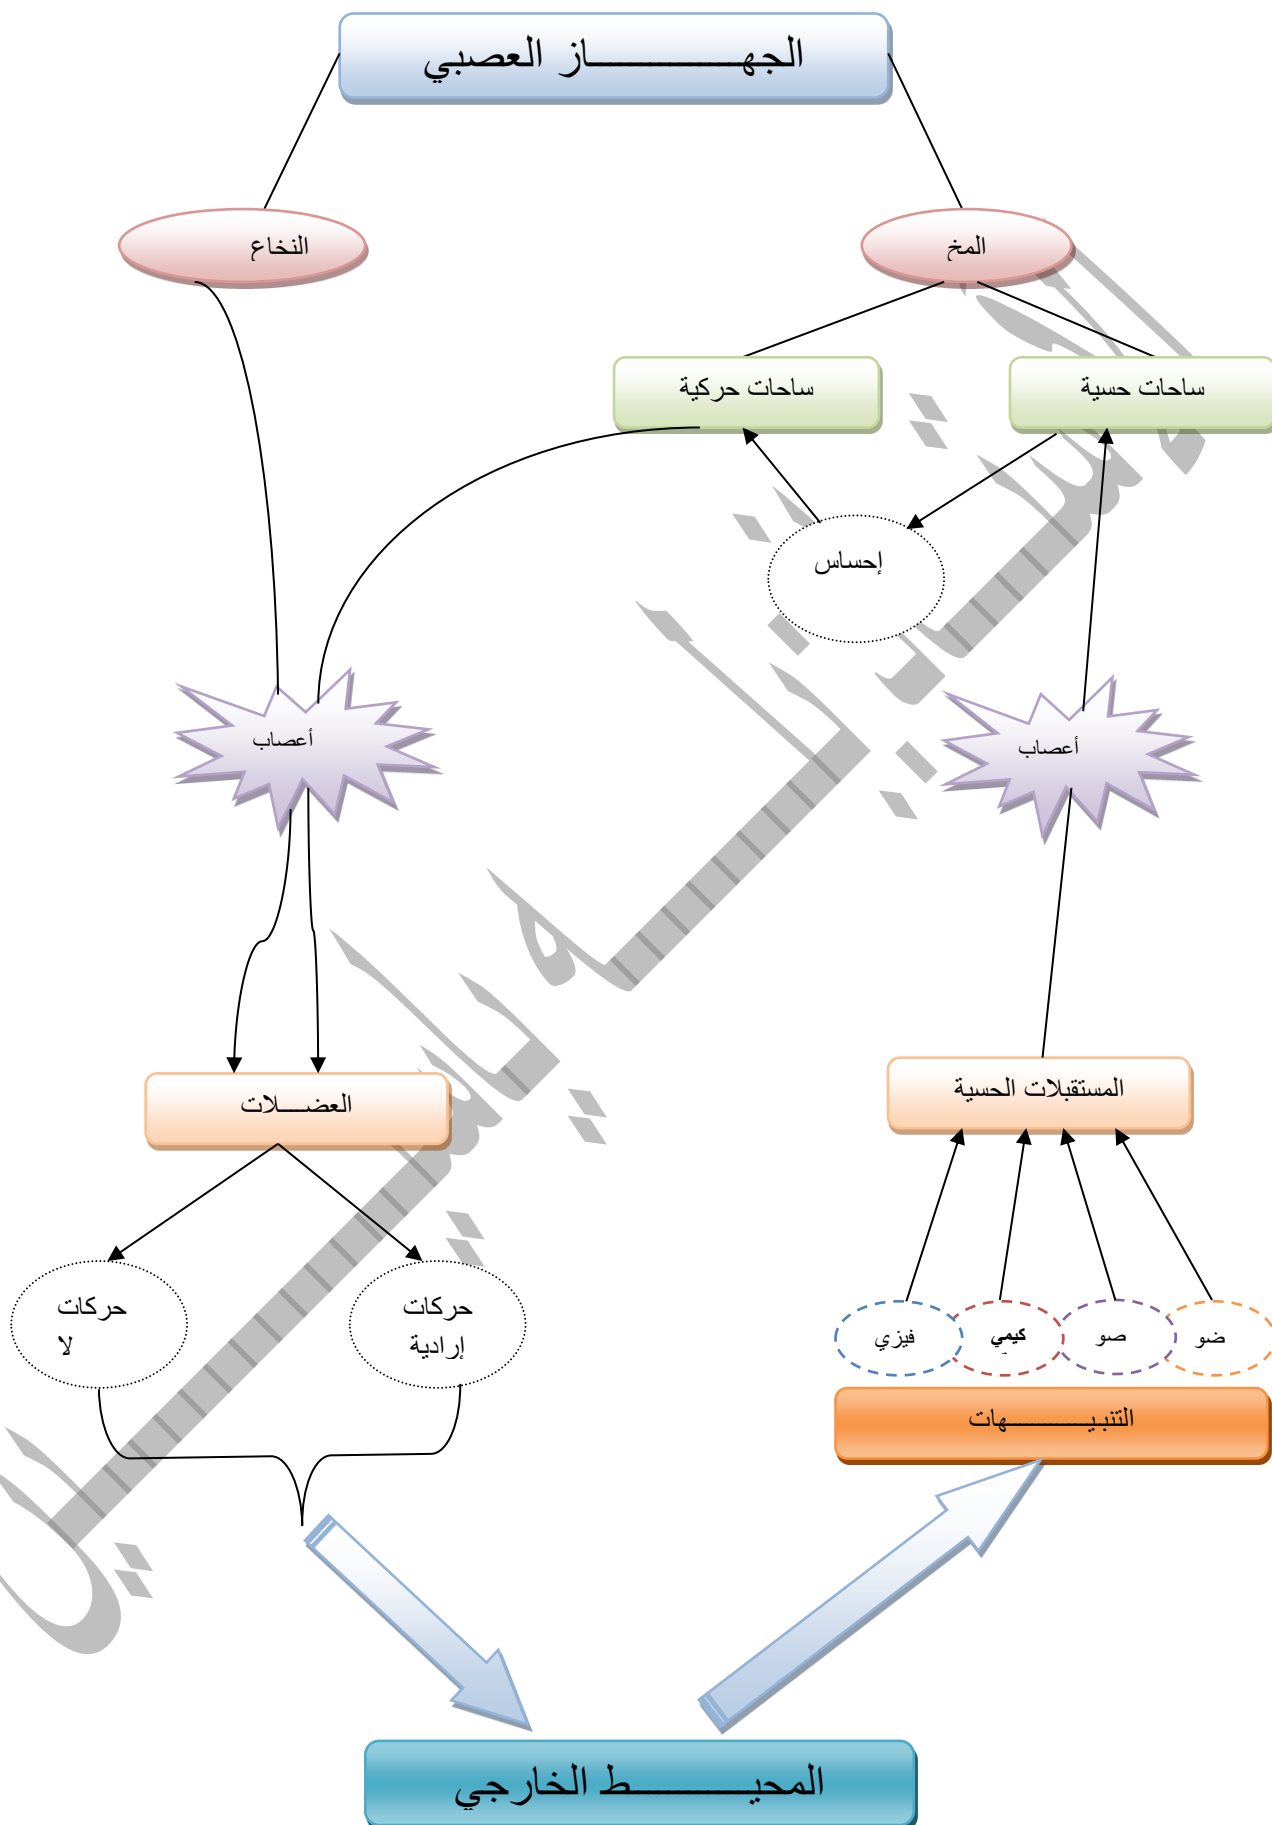 الجهـــــــــاز العصبي
المخ
النخاع
ساحات حسية
ساحات حركية
إحساس
أعصاب
أعصاب
المستقبلات الحسية
العضـــلات
ضو
صو
كيمي
فيزي
حركات
إرادية
حركات
لا
التنبيـــــــــهات
المحيـــــــــط الخارجي